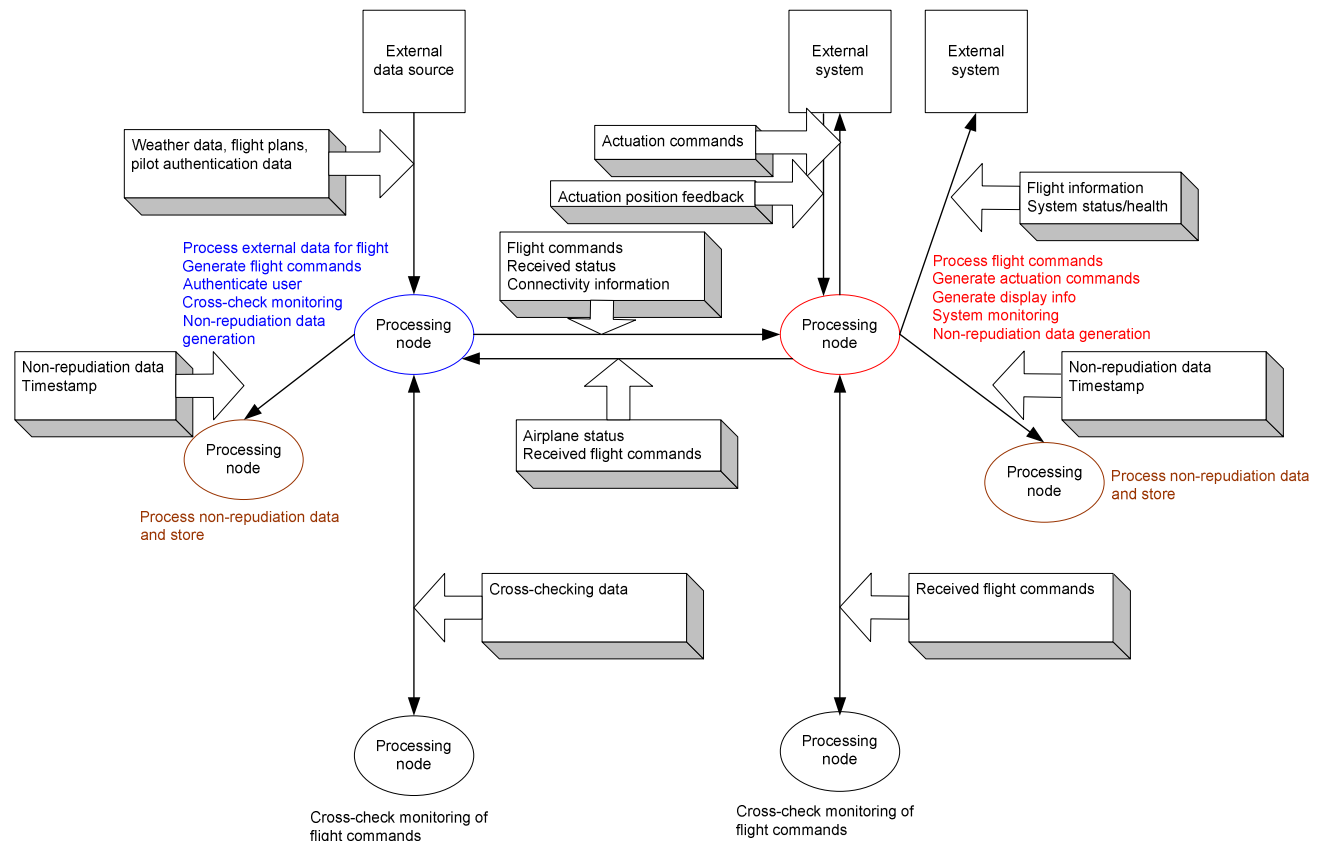 External
data source
External
system
External
system
Weather data, flight plans,
pilot authentication data
Actuation commands
Actuation position feedback
Flight information
System status/health
Process external data for flight
Generate flight commands
Authenticate user
Cross-check monitoring
Non-repudiation data
generation
Flight commands
Received status
Connectivity information
Process flight commands
Generate actuation commands
Generate display info
System monitoring
Non-repudiation data generation
Processing
node
Processing
node
Non-repudiation data
Timestamp
Non-repudiation data
Timestamp
Airplane status
Received flight commands
Processing
node
Process non-repudiation data
and store
Processing
node
Process non-repudiation data
and store
Cross-checking data
Received flight commands
Processing
node
Cross-check monitoring of
flight commands
Processing
node
Cross-check monitoring of
flight commands